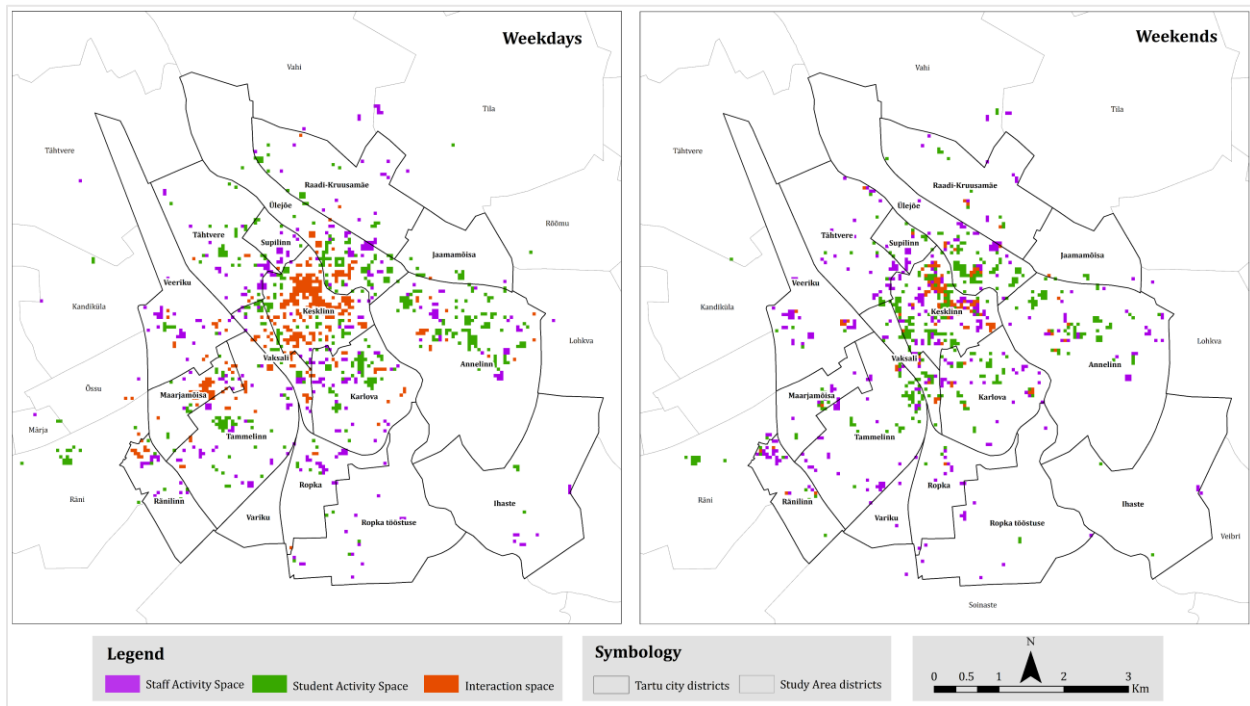 Weekdays
Vahi
Tila
Tähtvere
Raadi-Kruusamäe
Ülejõe
Rõõmu
Tähtvere
Supilinn
Jaamamõisa
Veeriku
Kandiküla
Kesklinn
Lohkva
Vaksali
Annelinn
Õssu
Maarjamõisa
Karlova
Märja
Tammelinn
Räni
Ränilinn
Ropka
Ihaste
Variku
Ropka tööstuse
Weekends
Vahi
Tila
Tähtvere
Raadi-Kruusamäe
Ülejõe
Rõõmu
Tähtvere
Supilinn
Jaamamõisa
Veeriku
Kandiküla
Kesklinn
Lohkva
Vaksali
Annelinn
Õssu
Maarjamõisa
Karlova
Märja
Tammelinn
Räni
Ränilinn
Ropka
Ihaste
Variku
Ropka tööstuse
Veibri
Soinaste
Legend
Staff Activity Space
Student Activity Space
Interaction space
Symbology
Tartu city districts
Study Area districts
N
0 0.5 1 2 3
Km